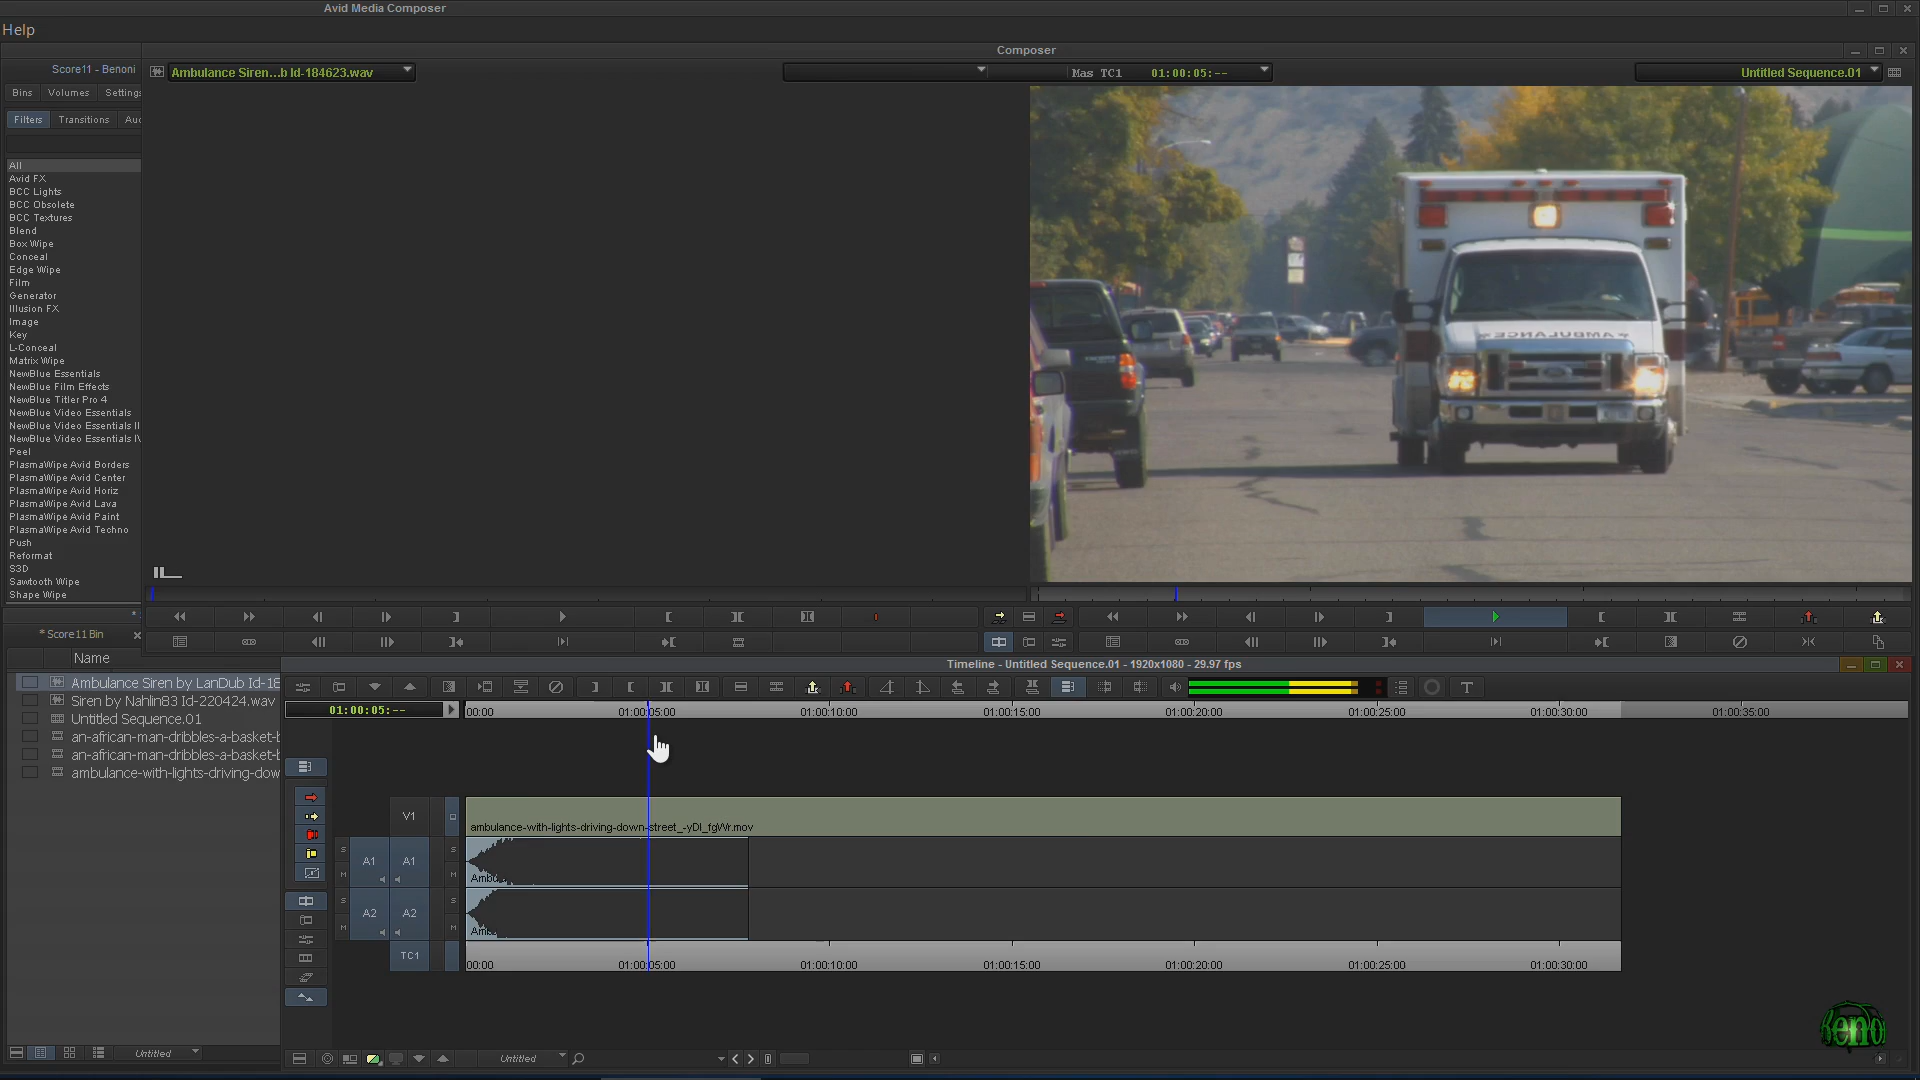 Avid Media Composer
Help
Composer
Score11 - Benoni
Ambulance Siren...b Id-184623.wav
Mas TC1 01:00:05:--
Untitled Sequence.01
Bins Volumes Settings
Filters Transitions Aud
All
Avid FX
BCC Lights
BCC Obsolete
BCC Textures
Blend
Box Wipe
Conceal
Edge Wipe
Film
Generator
Illusion FX
Image
Key
L-Conceal
Matrix Wipe
NewBlue Essentials
NewBlue Film Effects
NewBlue Titler Pro 4
NewBlue Video Essentials
NewBlue Video Essentials II
NewBlue Video Essentials IV
Peel
PlasmaWipe Avid Borders
PlasmaWipe Avid Center
PlasmaWipe Avid Horiz
PlasmaWipe Avid Lava
PlasmaWipe Avid Paint
PlasmaWipe Avid Techno
Push
Reformat
S3D
Sawtooth Wipe
Shape Wipe
AMBULANCE
*Score11 Bin
Name
Ambulance Siren by LanDub Id-18
Siren by Nahlin83 Id-220424.wav
Untitled Sequence.01
an-african-man-dribbles-a-basket-b
an-african-man-dribbles-a-basket-b
ambulance-with-lights-driving-dow
Untitled
Timeline - Untitled Sequence.01 - 1920x1080 - 29.97 fps
T
01:00:05:--
00:00 01:00:05:00 01:00:10:00 01:00:15:00 01:00:20:00 01:00:25:00 01:00:30:00 01:00:35:00
V1
ambulance-with-lights-driving-down-street_-yDI_fgWr.mov
S A1 A1 S
M M
Ambu
S A2 A2 S
M M
Amb
TC1
00:00 01:00:05:00 01:00:10:00 01:00:15:00 01:00:20:00 01:00:25:00 01:00:30:00
Untitled
Beno